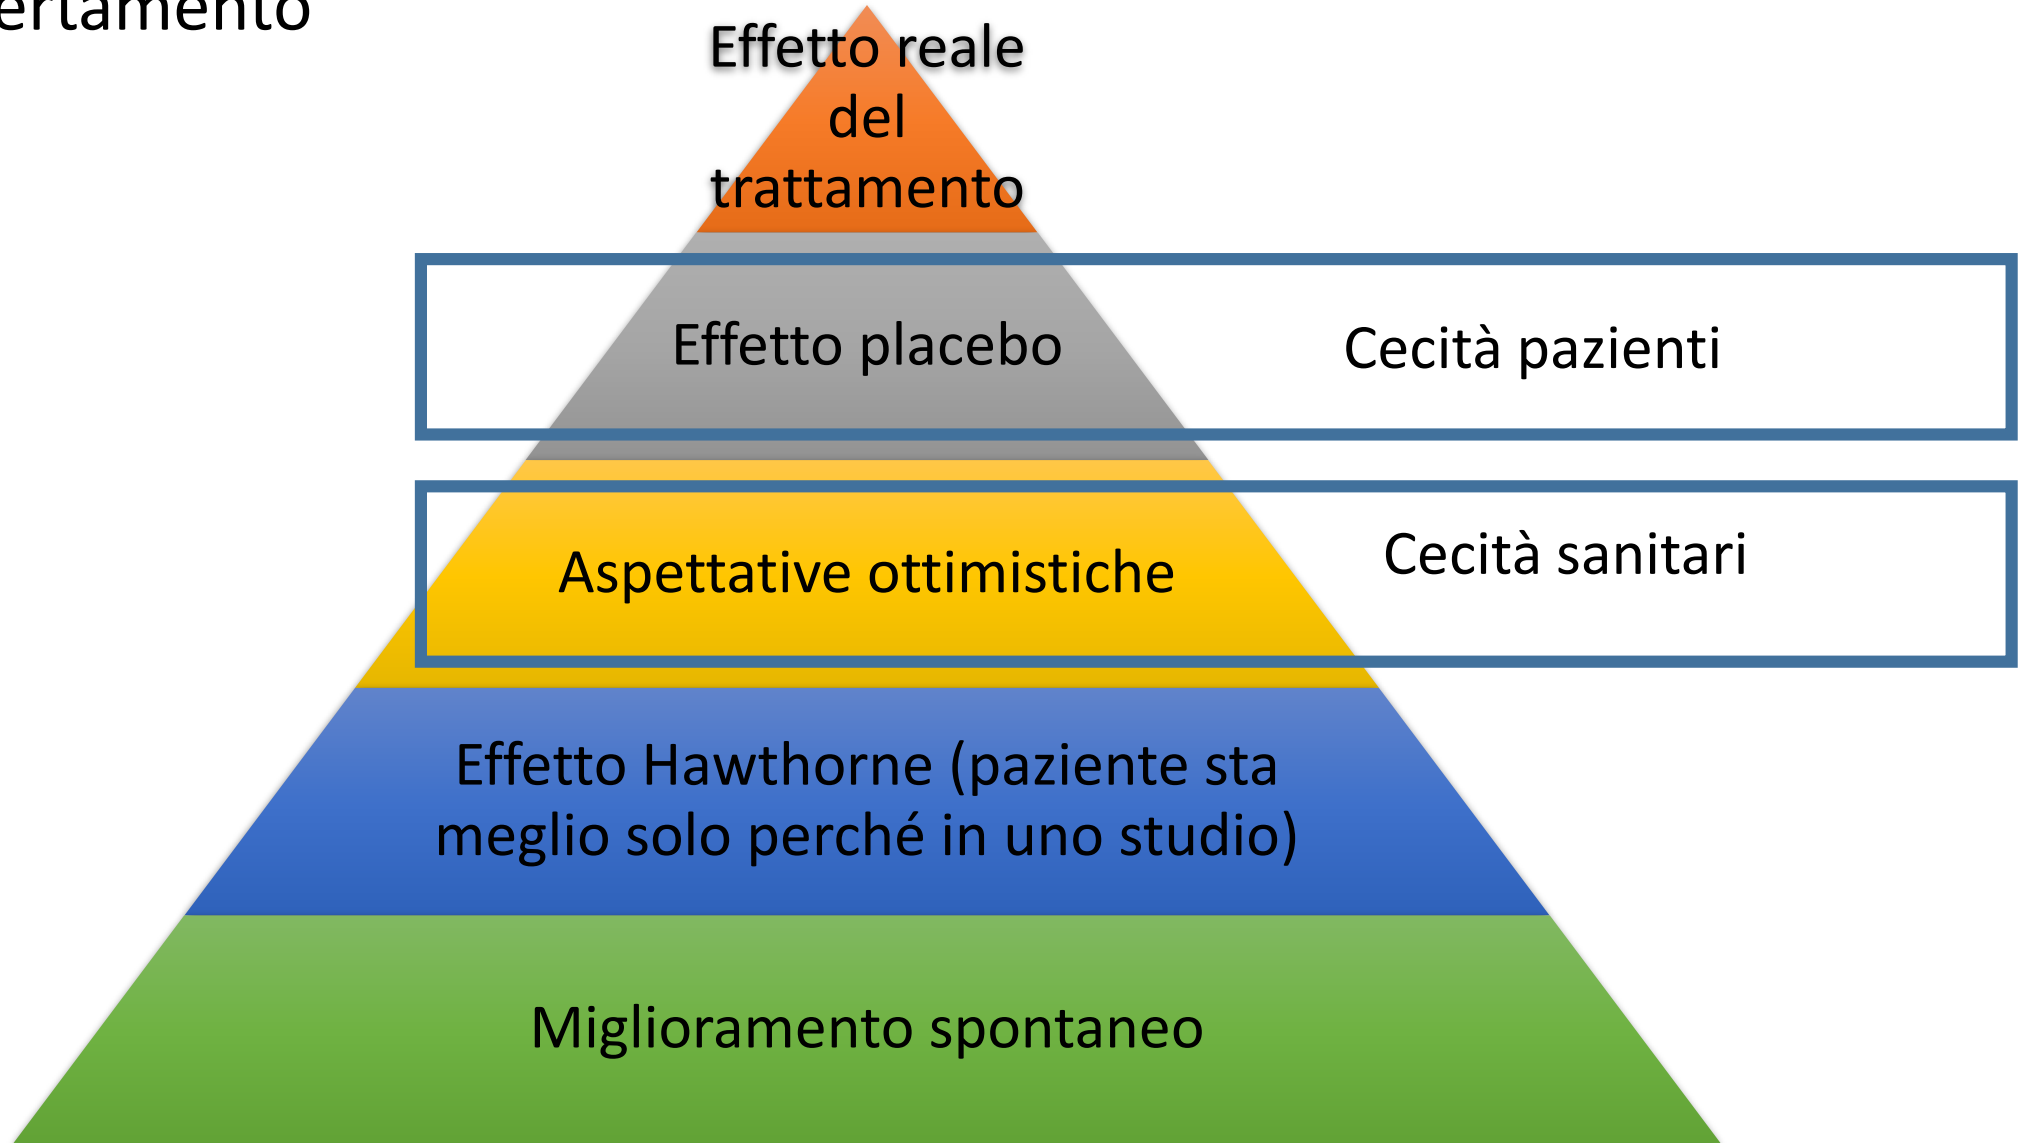 ertamento
Effetto reale
del
trattamento
Effetto placebo
Cecità pazienti
Aspettative ottimistiche
Cecità sanitari
Effetto Hawthorne (paziente sta
meglio solo perché in uno studio)
Miglioramento spontaneo